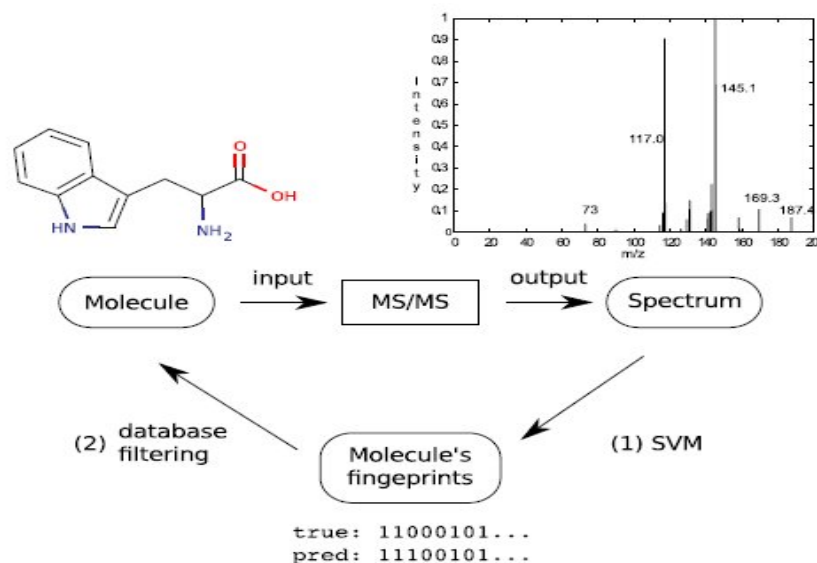 1
0.9
0.8
0.7
0.6
0.5
0.4
0.3
0.2
0.1
0
Intensity
145.1
117.0
73
169.3
187.4
0 20 40 60 80 100 120 140 160 180 20
m/z
O
OH
NH2
HN
input
output
Molecule
MS/MS
Spectrum
(2) database
filtering
(1) SVM
Molecule's
fingeprints
true: 11000101...
pred: 11100101...